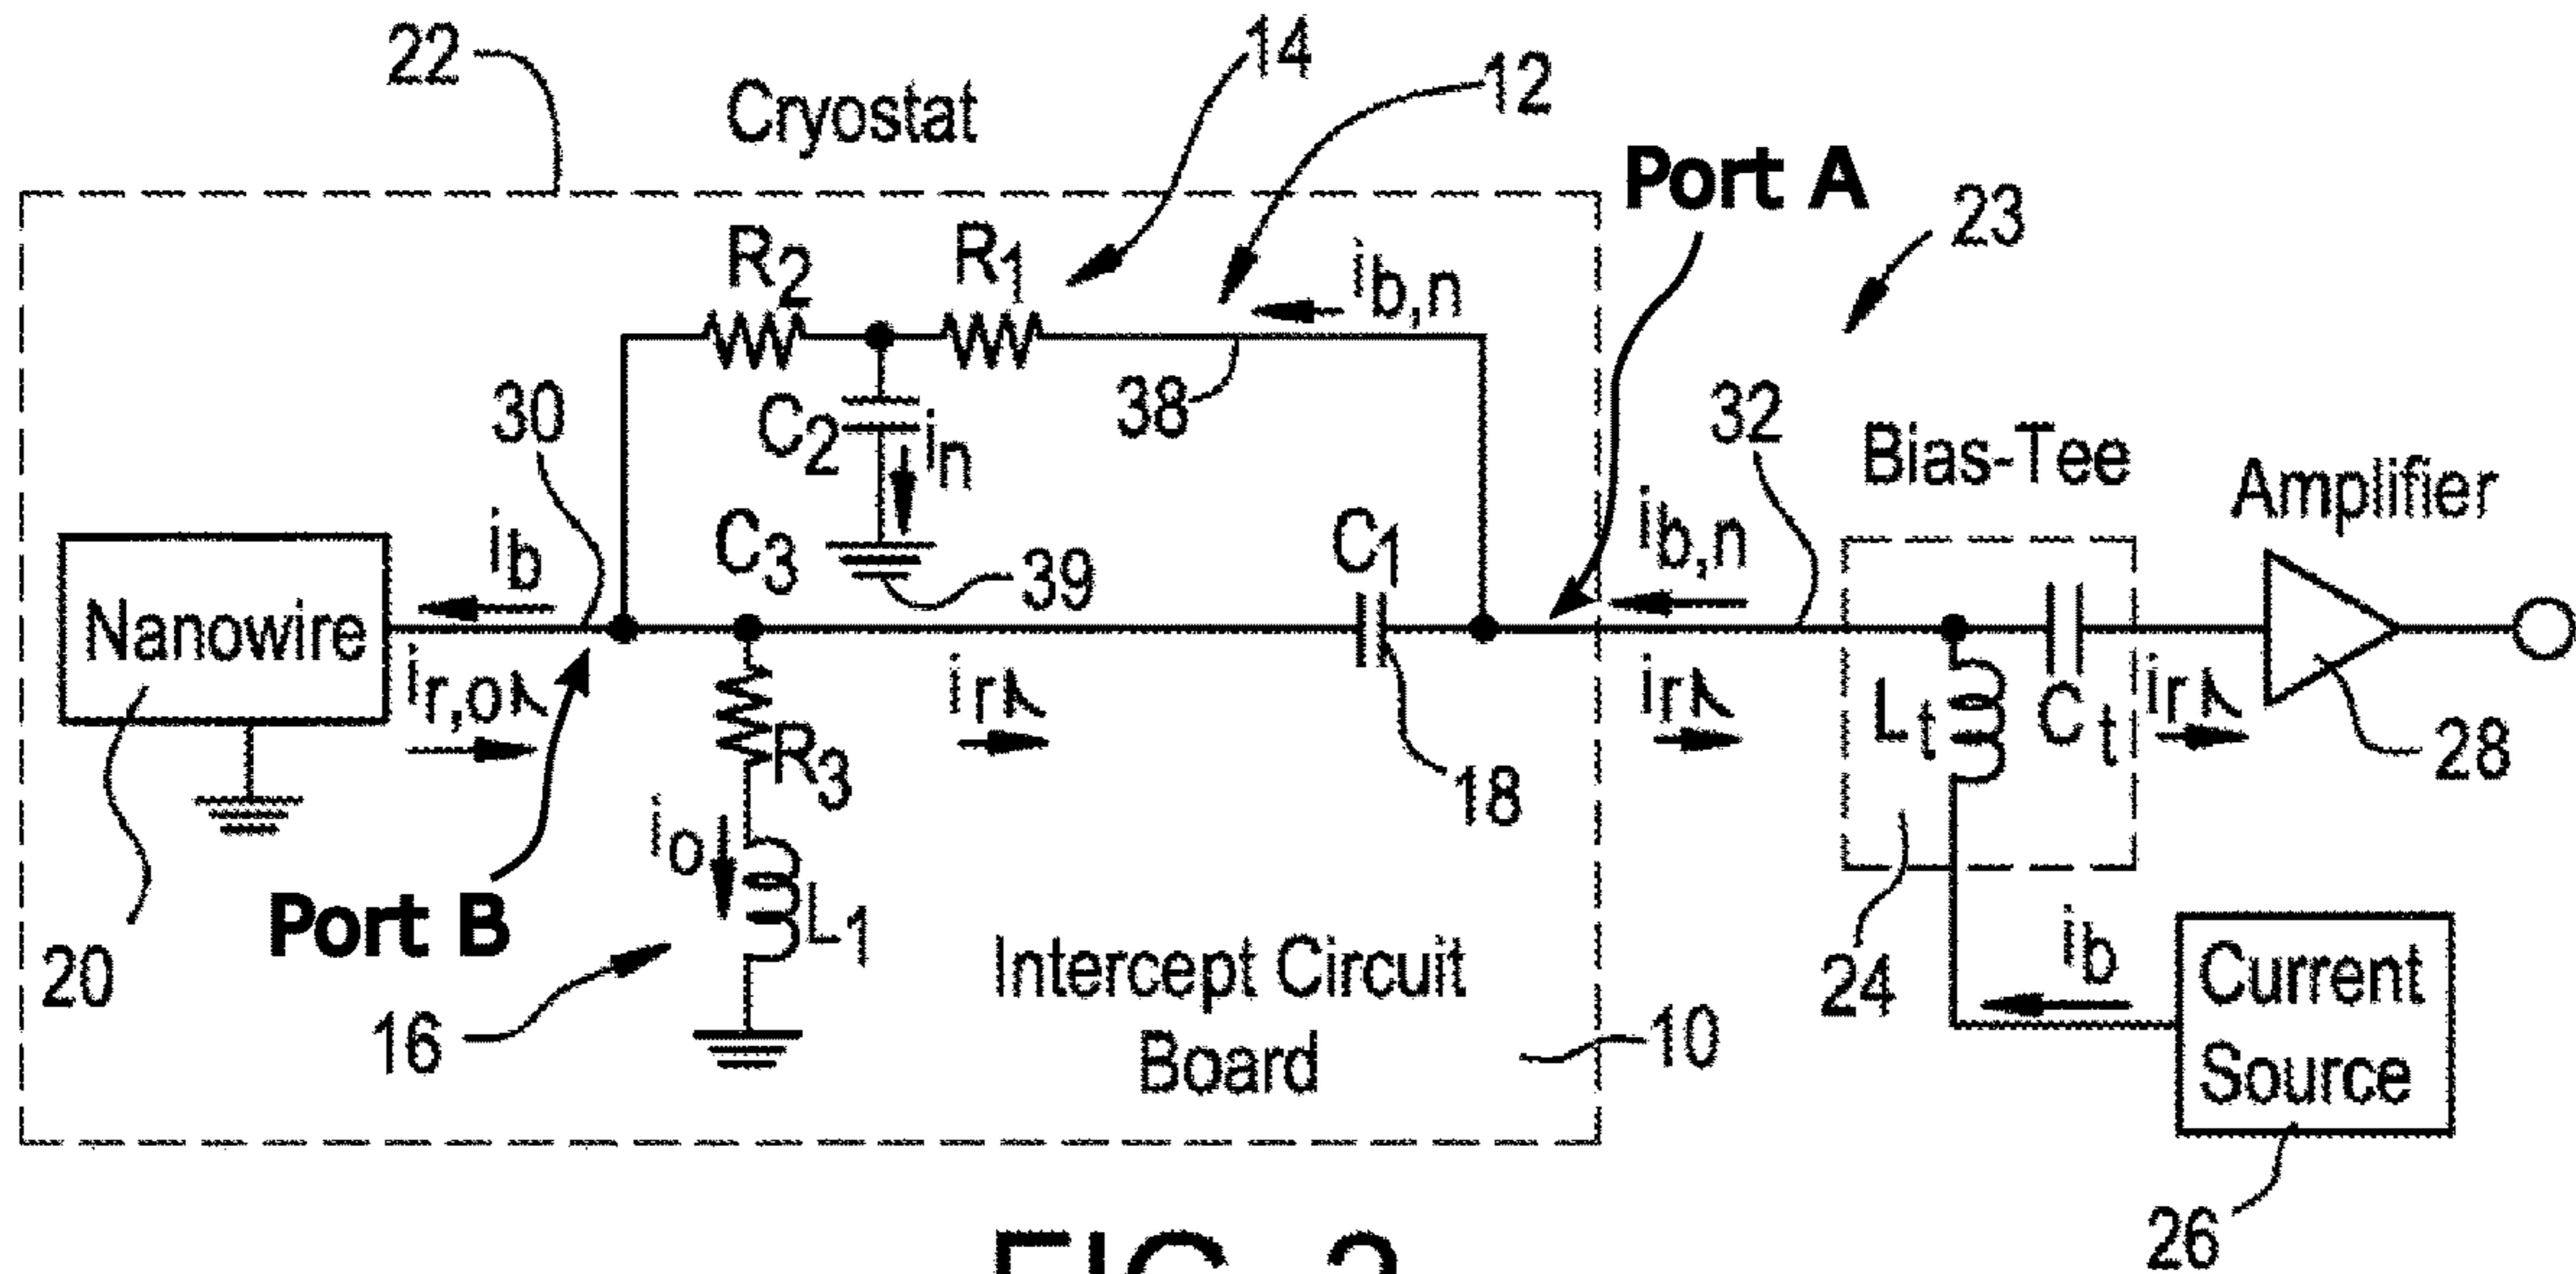 22
Cryostat
14
12
Port A
23
R2
R1
ib,n
30
C2
in
38
32
Bias-Tee
Amplifier
ib
C3
39
C1
ib,n
Nanowire
ir,o
ir
ir
Lt
Ct
ir
R3
18
28
io
L1
Port B
20
16
Intercept Circuit
Board
10
24
ib
Current
Source
26
FIG. 2